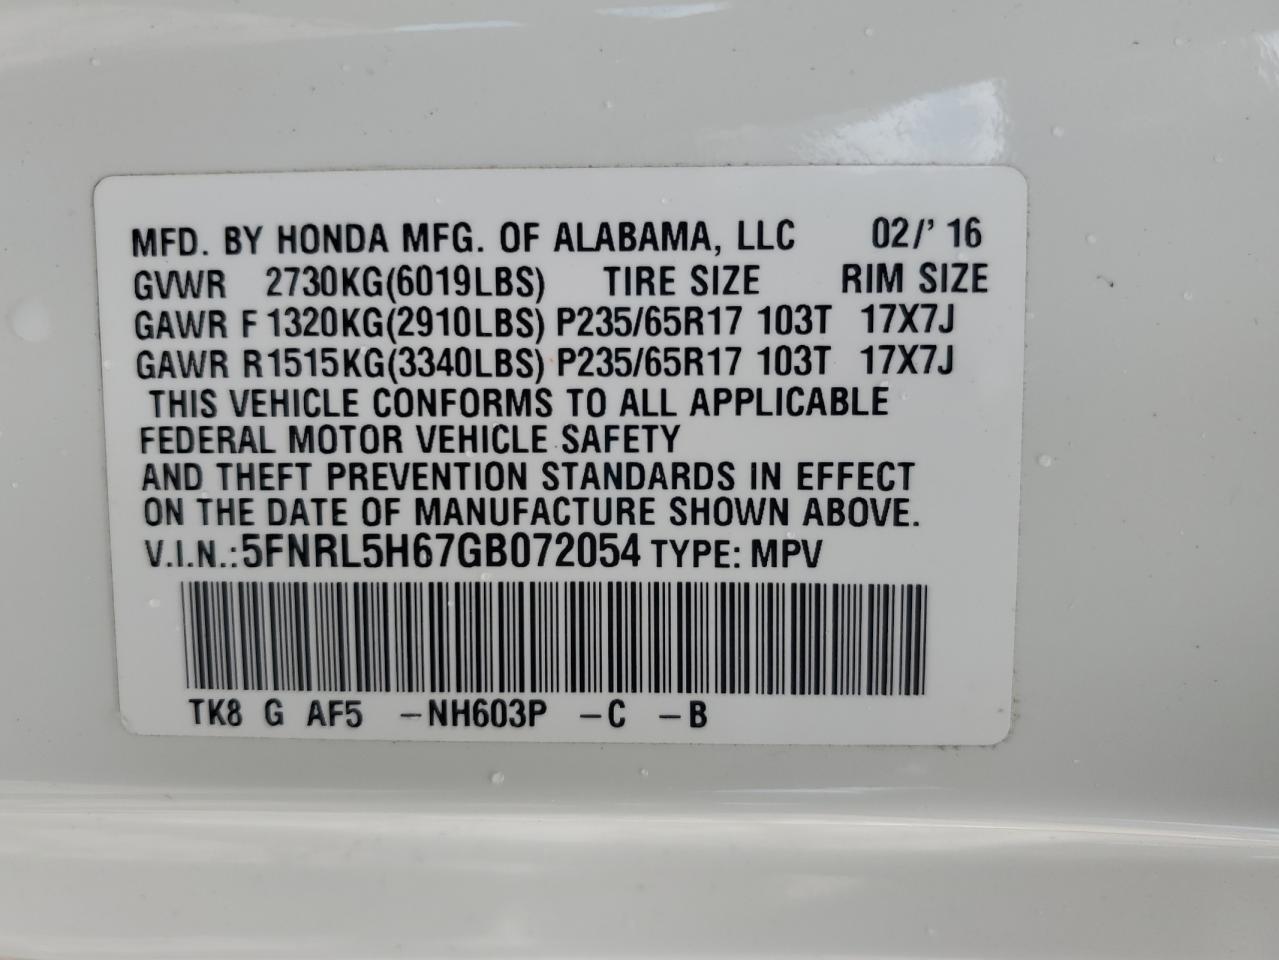 MFD. BY HONDA MFG. OF ALABAMA, LLC 02/' 16
GVWR 2730KG(6019LBS) TIRE SIZE RIM SIZE
GAWR F 1320KG(2910LBS) P235/65R17 103T 17X7J
GAWR R1515KG(3340LBS) P235/65R17 103T 17X7J
THIS VEHICLE CONFORMS TO ALL APPLICABLE
FEDERAL MOTOR VEHICLE SAFETY
AND THEFT PREVENTION STANDARDS IN EFFECT
ON THE DATE OF MANUFACTURE SHOWN ABOVE.
V.I.N.:5FNRL5H67GB072054 TYPE: MPV
TK8 G AF5 -NH603P -C -B